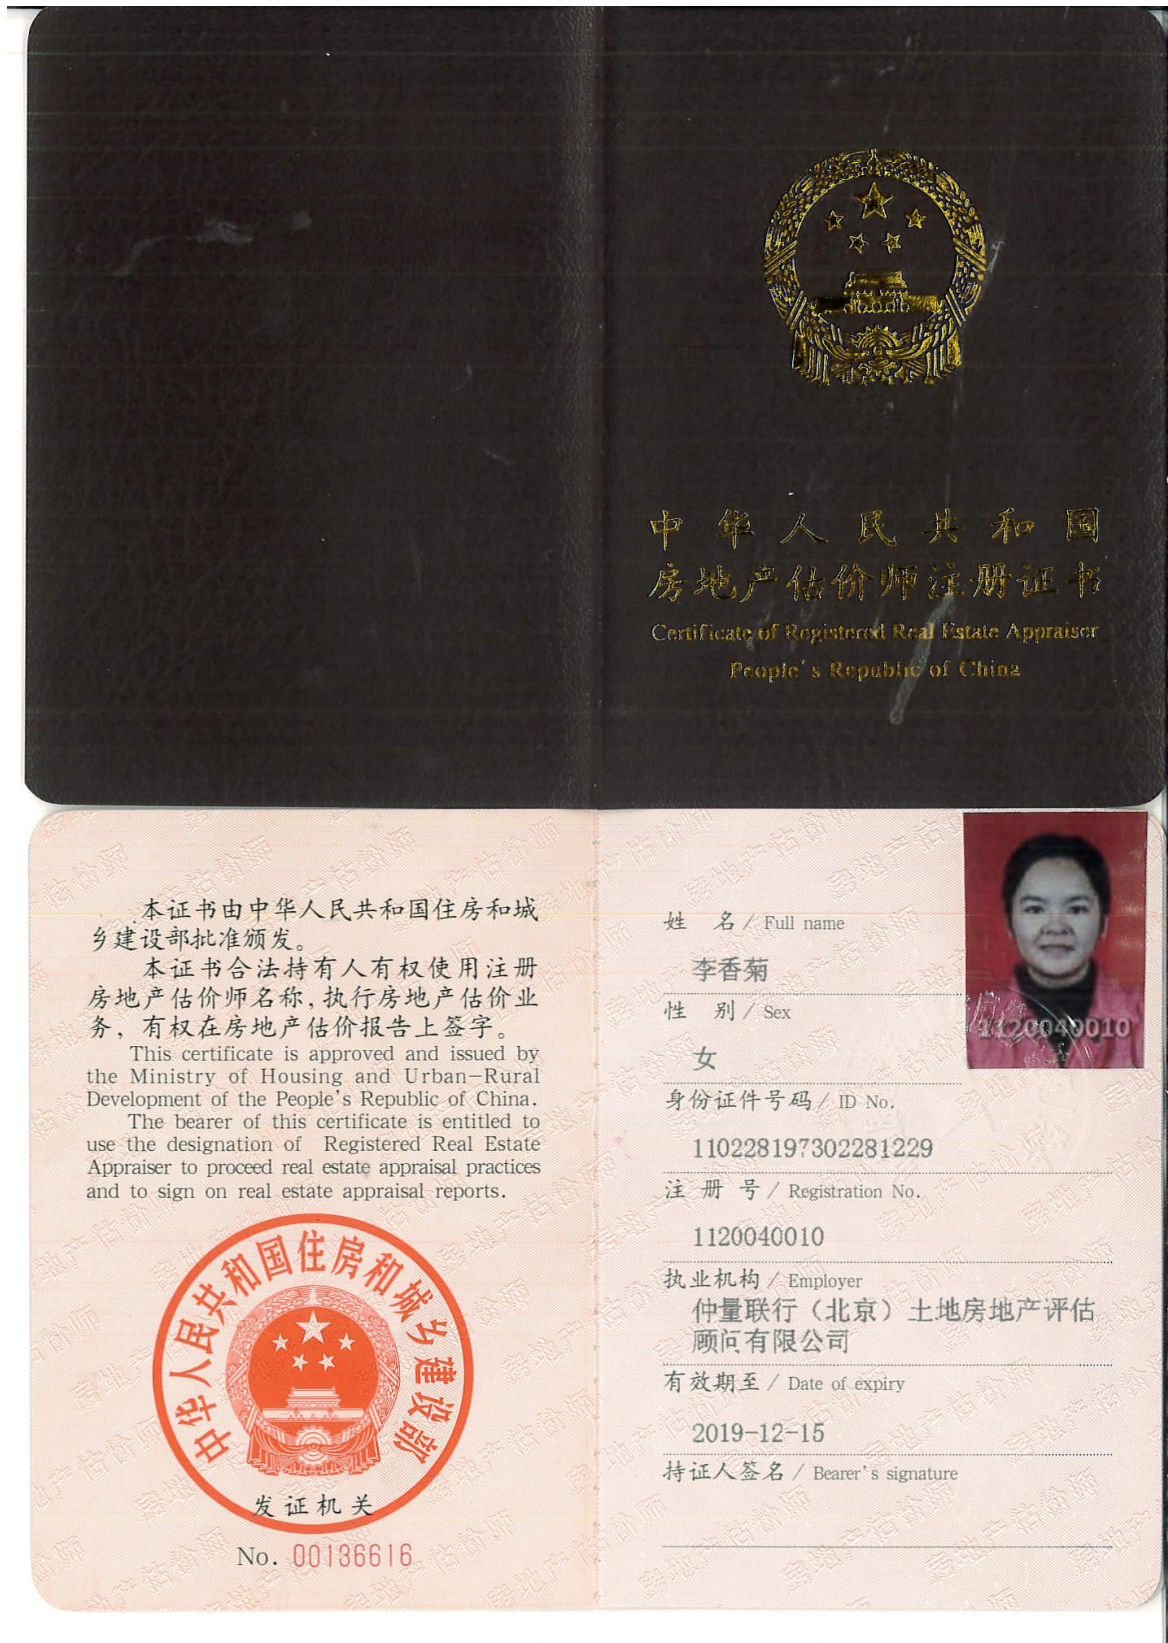 中华人民共和国
房地产估价师注册证书
Certificate of Registered Real Estate Appraiser
People's Republic of China
本证书由中华人民共和国住房和城
乡建设部批准颁发。
本证书合法持有人有权使用注册
房地产估价师名称，执行房地产估价业
务，有权在房地产估价报告上签字。
This certificate is approved and issued by
the Ministry of Housing and Urban-Rural
Development of the People's Republic of China.
The bearer of this certificate is entitled to
use the designation of Registered Real Estate
Appraiser to proceed real estate appraisal practices
and to sign on real estate appraisal reports.
中华人民共和国住房和城乡建设部
发证机关
No. 00136616
姓 名 / Full name
李香菊
性 别 / Sex
女
身份证件号码 / ID No.
110228197302281229
注 册 号 / Registration No.
1120040010
执业机构 / Employer
仲量联行（北京）土地房地产评估
顾问有限公司
有效期至 / Date of expiry
2019-12-15
持证人签名 / Bearer's signature
1120040010
房地产估价师